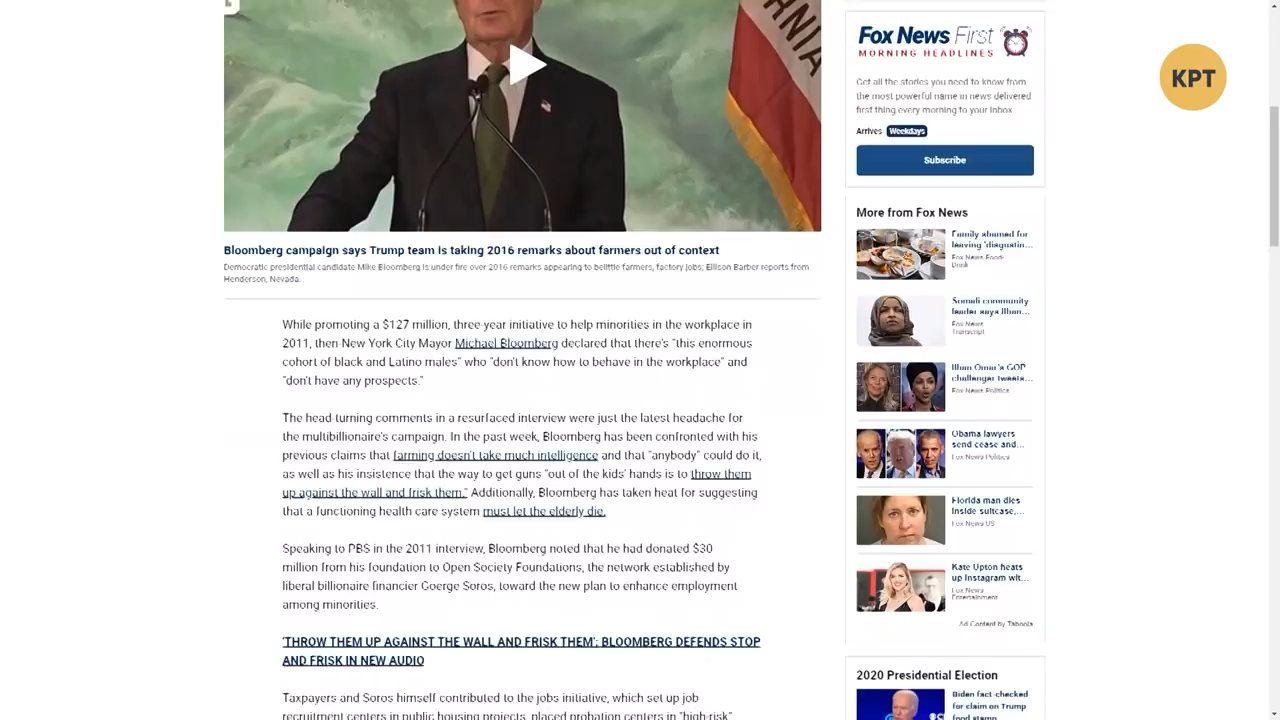 NIA
KPT
Fox News First
MORNING HEADLINES
Get all the stories you need to know from
the most powerful name in news delivered
first thing every morning to your inbox
Arrives Weekdays
Subscribe
Bloomberg campaign says Trump team is taking 2016 remarks about farmers out of context
Democratic presidential candidate Mike Bloomberg is under fire over 2016 remarks appearing to belittle farmers, factory jobs; Ellison Barber reports from
Henderson, Nevada.
While promoting a $127 million, three year initiative to help minorities in the workplace in
2011, then New York City Mayor Michael Bloomberg declared that there's "this enormous
cohort of black and Latino males" who "don't know how to behave in the workplace" and
"don't have any prospects."
The head-turning comments in a resurfaced interview were just the latest headache for
the multibillionaire's campaign. In the past week, Bloomberg has been confronted with his
previous claims that farming doesn't take much intelligence and that "anybody" could do it,
as well as his insistence that the way to get guns "out of the kids' hands is to throw them
up against the wall and frisk them." Additionally, Bloomberg has taken heat for suggesting
that a functioning health care system must let the elderly die.
Speaking to PBS in the 2011 interview, Bloomberg noted that he had donated $30
million from his foundation to Open Society Foundations, the network established by
liberal billionaire financier Goerge Soros, toward the new plan to enhance employment
among minorities.
'THROW THEM UP AGAINST THE WALL AND FRISK THEM': BLOOMBERG DEFENDS STOP
AND FRISK IN NEW AUDIO
Taxpayers and Soros himself contributed to the jobs initiative, which set up job
recruitment centers in public housing projects, placed probation centers in "high-risk"
More from Fox News
Family shamed for
leaving 'disgustin...
Fox News Food-
Drink
Somali community
leader says Ilhan...
Fox News
Transcript
Ilhan Omar's GOP
challenger tweets...
Fox News Politics
Obama lawyers
send cease and...
Fox News Politics
Florida man dies
inside suitcase,...
Fox News US
Kate Upton heats
up Instagram wit...
Fox News
Entertainment
Ad Content by Taboola
2020 Presidential Election
Biden fact-checked
for claim on Trump
food stamp